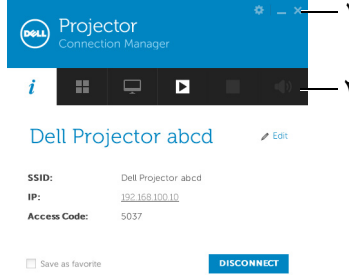 DELL
Projector
Connection Manager
i
Dell Projector abcd
Edit
SSID: Dell Projector abcd
IP: 192.168.100.10
Access Code: 5037
Save as favorite
DISCONNECT